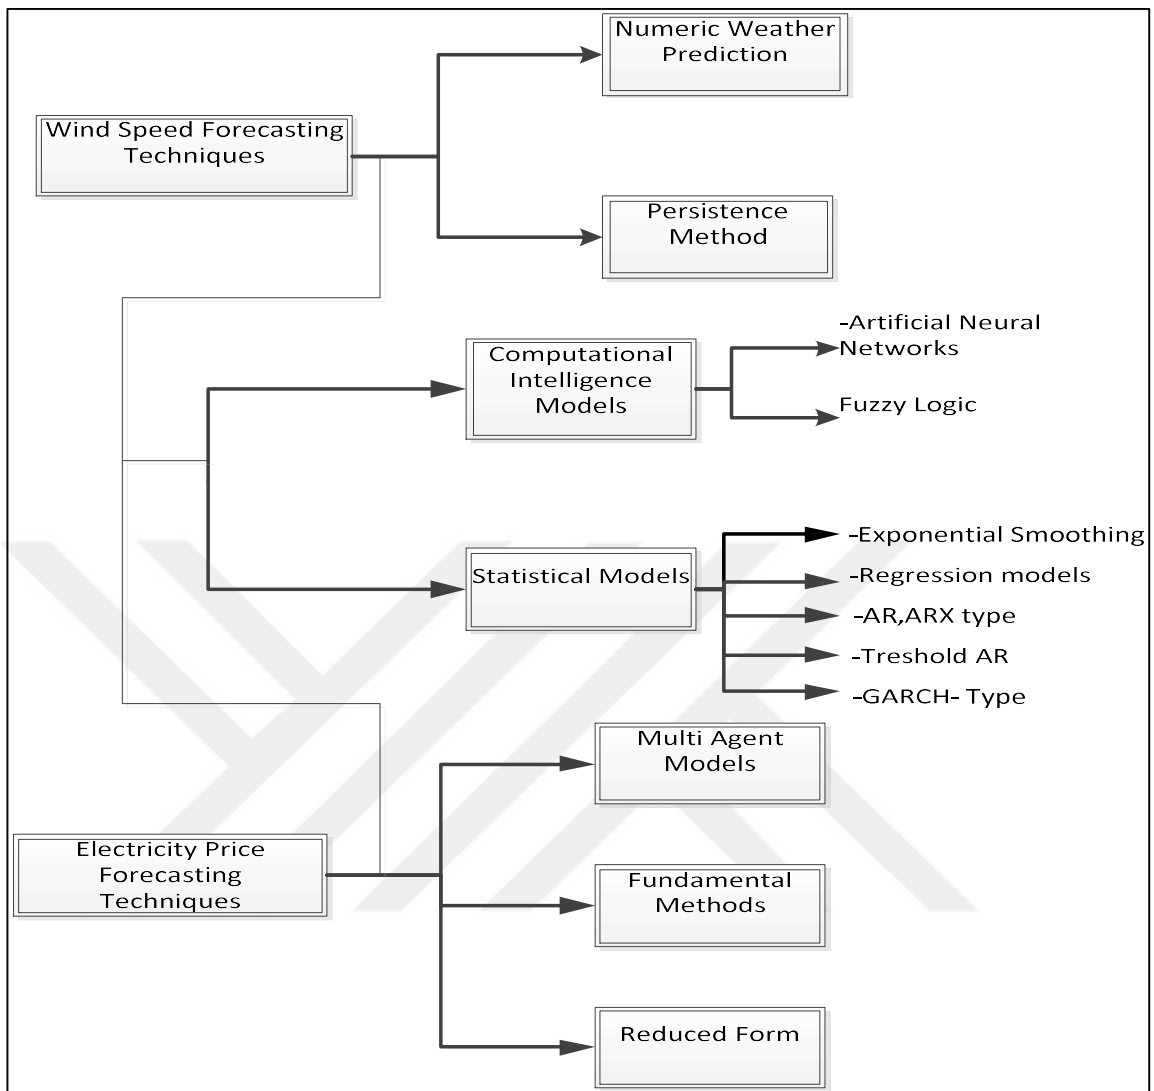 Numeric Weather
Prediction
Wind Speed Forecasting
Techniques
Persistence
Method
Computational
Intelligence
Models
-Artificial Neural
Networks
Fuzzy Logic
Statistical Models
-Exponential Smoothing
-Regression models
-AR,ARX type
-Treshold AR
-GARCH- Type
Multi Agent
Models
Electricity Price
Forecasting
Techniques
Fundamental
Methods
Reduced Form